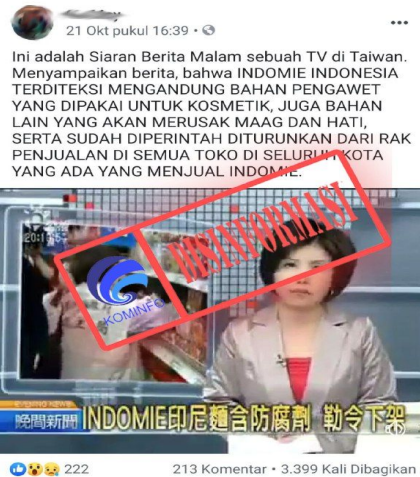 21 Okt pukul 16:39
Ini adalah Siaran Berita Malam sebuah TV di Taiwan.
Menyampaikan berita, bahwa INDOMIE INDONESIA
TERDITEKSI MENGANDUNG BAHAN PENGAWET
YANG DIPAKAI UNTUK KOSMETIK, JUGA BAHAN
LAIN YANG AKAN MERUSAK MAAG DAN HATI,
SERTA SUDAH DIPERINTAH DITURUNKAN DARI RAK
PENJUALAN DI SEMUA TOKO DI SELURUH KOTA
YANG ADA YANG MENJUAL INDOMIE.
DISINFORMASI
KOMINFO
晚間新聞
INDOMIE印尼麵含防腐劑 勒令下架
222
213 Komentar • 3.399 Kali Dibagikan